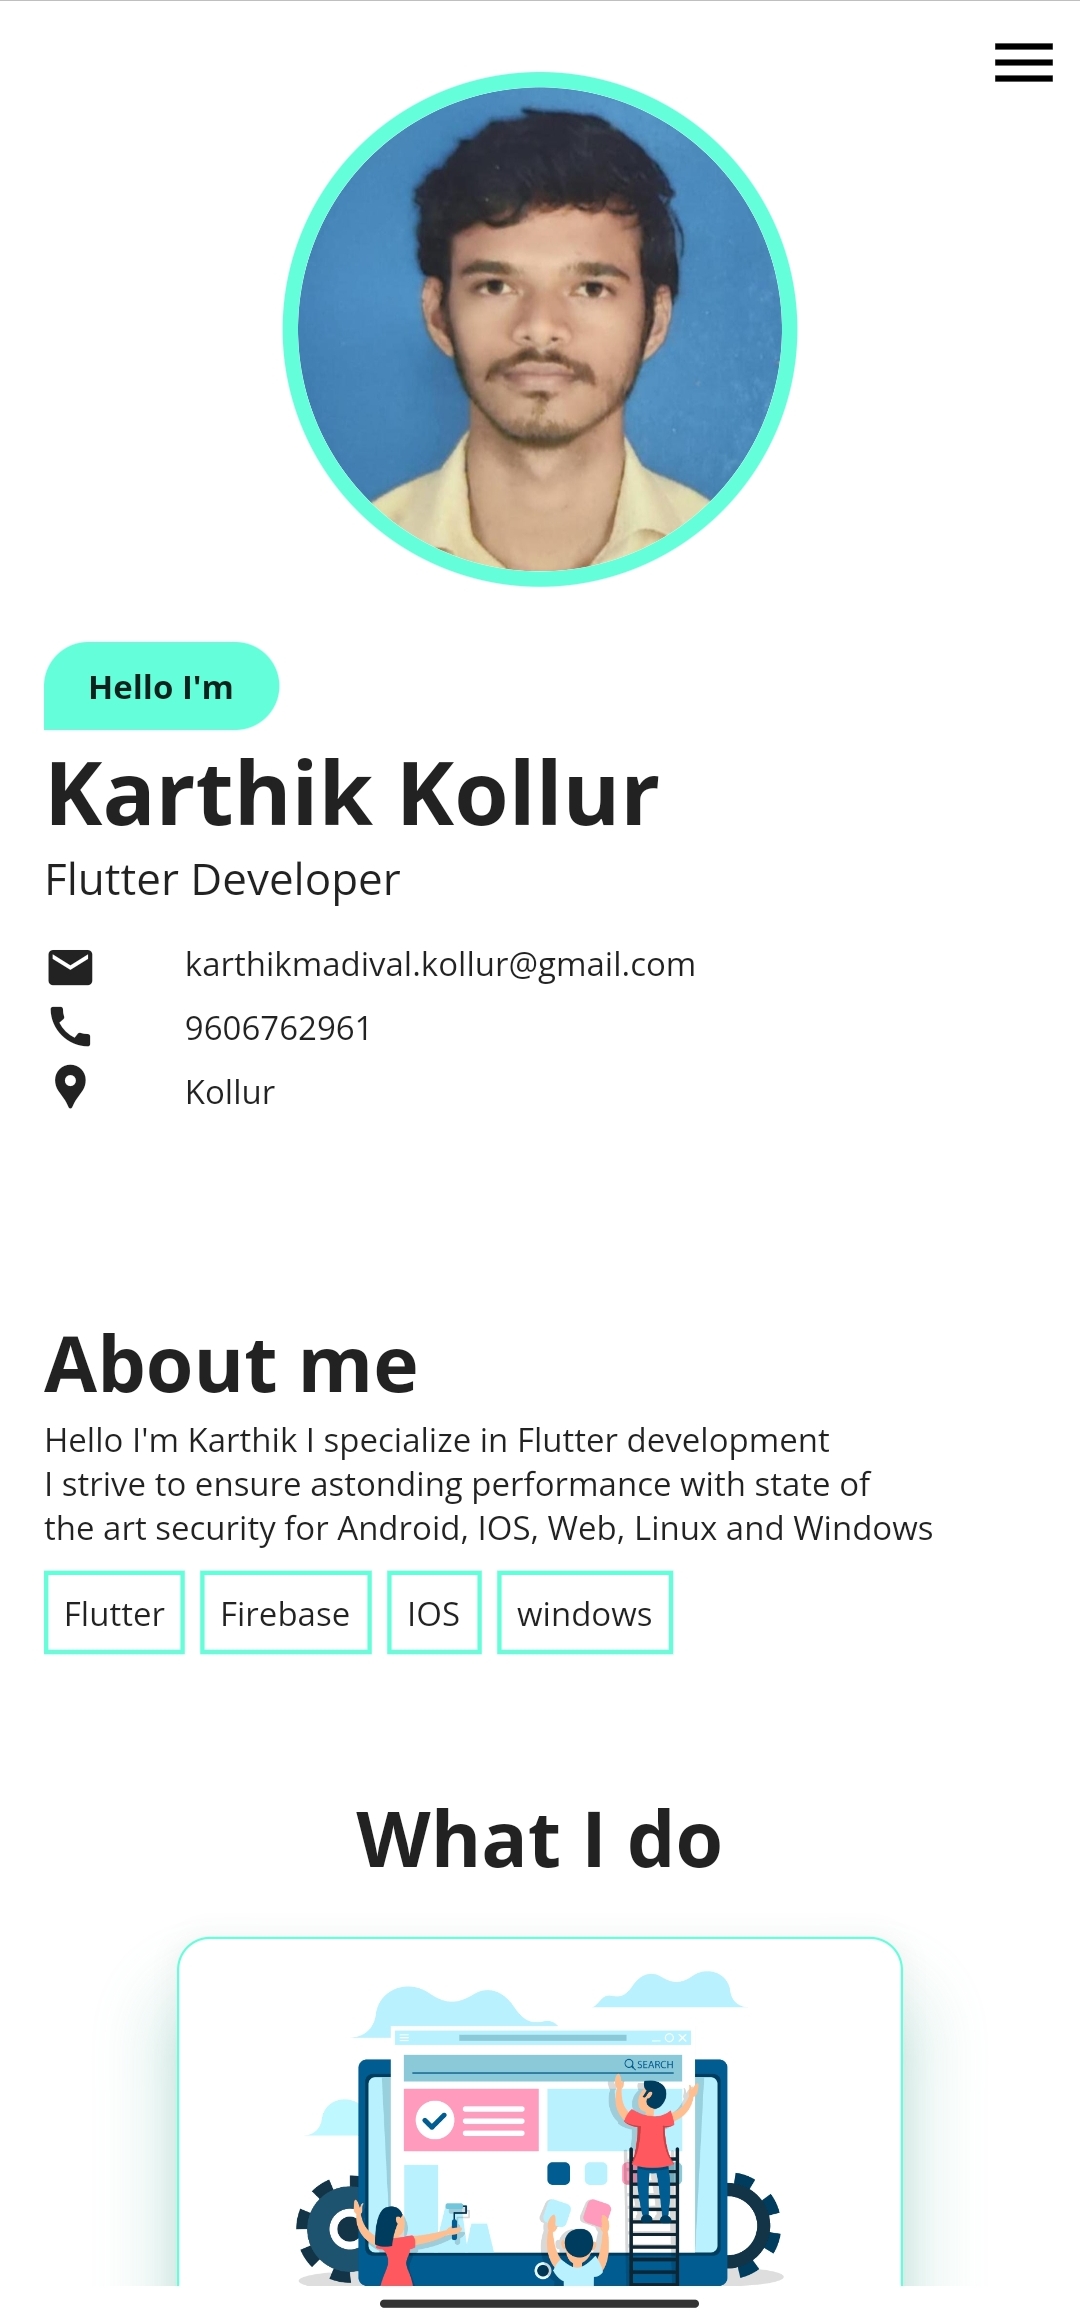 Hello I'm
Karthik Kollur
Flutter Developer
karthikmadival.kollur@gmail.com
9606762961
Kollur
About me
Hello I'm Karthik I specialize in Flutter development
I strive to ensure astonding performance with state of
the art security for Android, IOS, Web, Linux and Windows
Flutter Firebase IOS windows
What I do
SEARCH